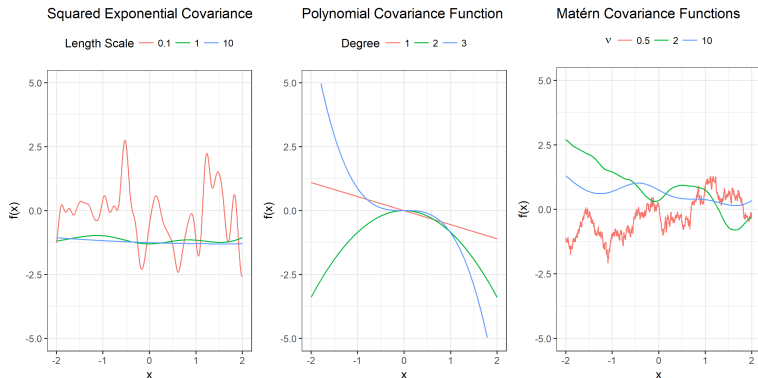 Squared Exponential Covariance
Length Scale 0.1 1 10
5.0
2.5
0.0
-2.5
-5.0
f(x)
-2 -1 0 1 2
x
Polynomial Covariance Function
Degree 1 2 3
5.0
2.5
0.0
-2.5
-5.0
f(x)
-2 -1 0 1 2
x
Matérn Covariance Functions
ν 0.5 2 10
5.0
2.5
0.0
-2.5
-5.0
f(x)
-2 -1 0 1 2
x